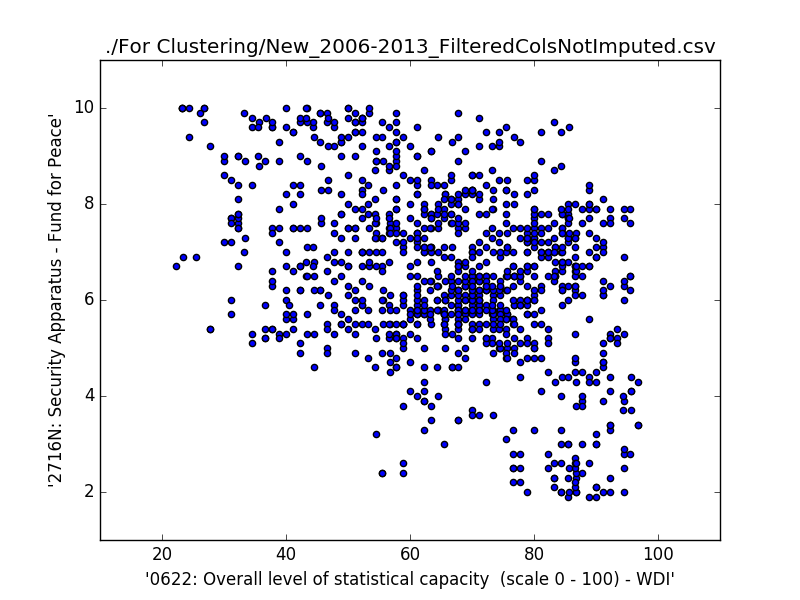 ./For Clustering/New_2006-2013_FilteredColsNotImputed.csv
'2716N: Security Apparatus - Fund for Peace'
10
8
6
4
2
20 40 60 80 100
'0622: Overall level of statistical capacity  (scale 0 - 100) - WDI'